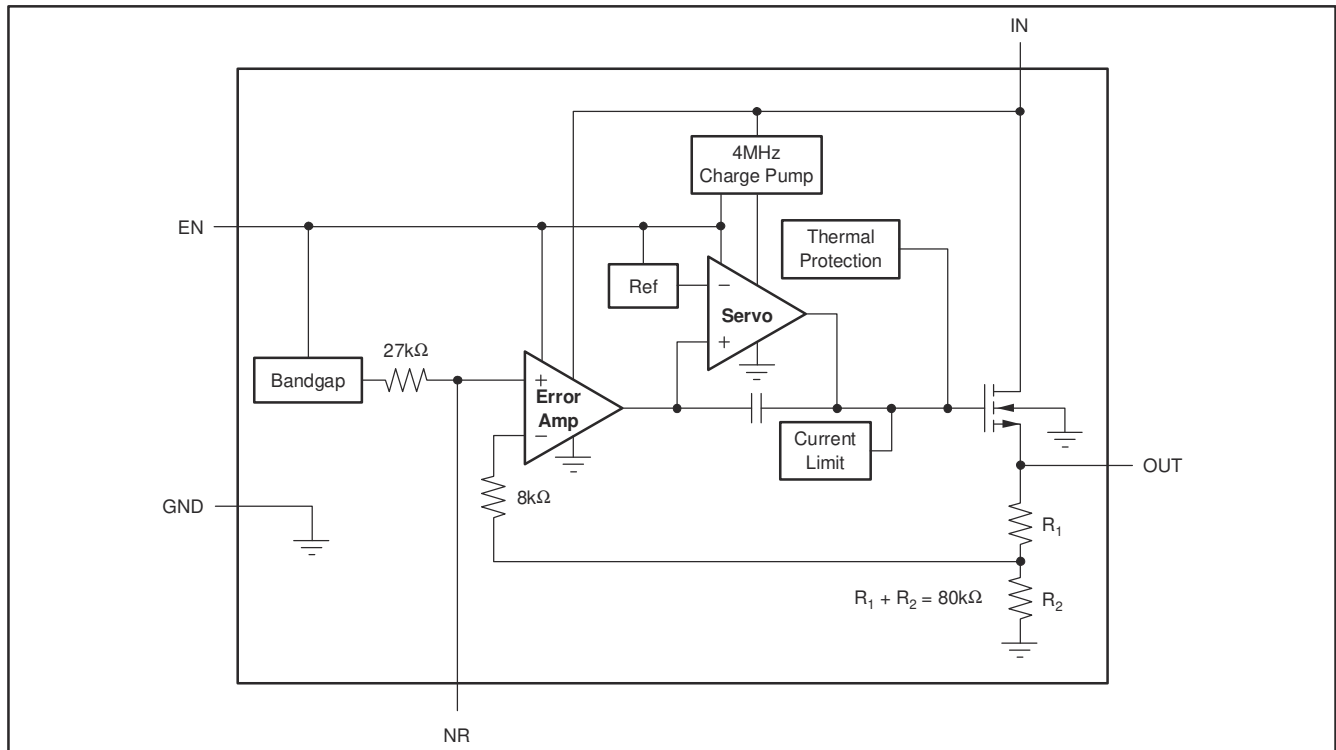 IN
4MHz
Charge Pump
EN
Thermal
Protection
Ref
−
Servo
+
27kΩ
Bandgap
+
Error
Amp
−
Current
Limit
OUT
8kΩ
GND
R1
R1 + R2 = 80kΩ
R2
NR